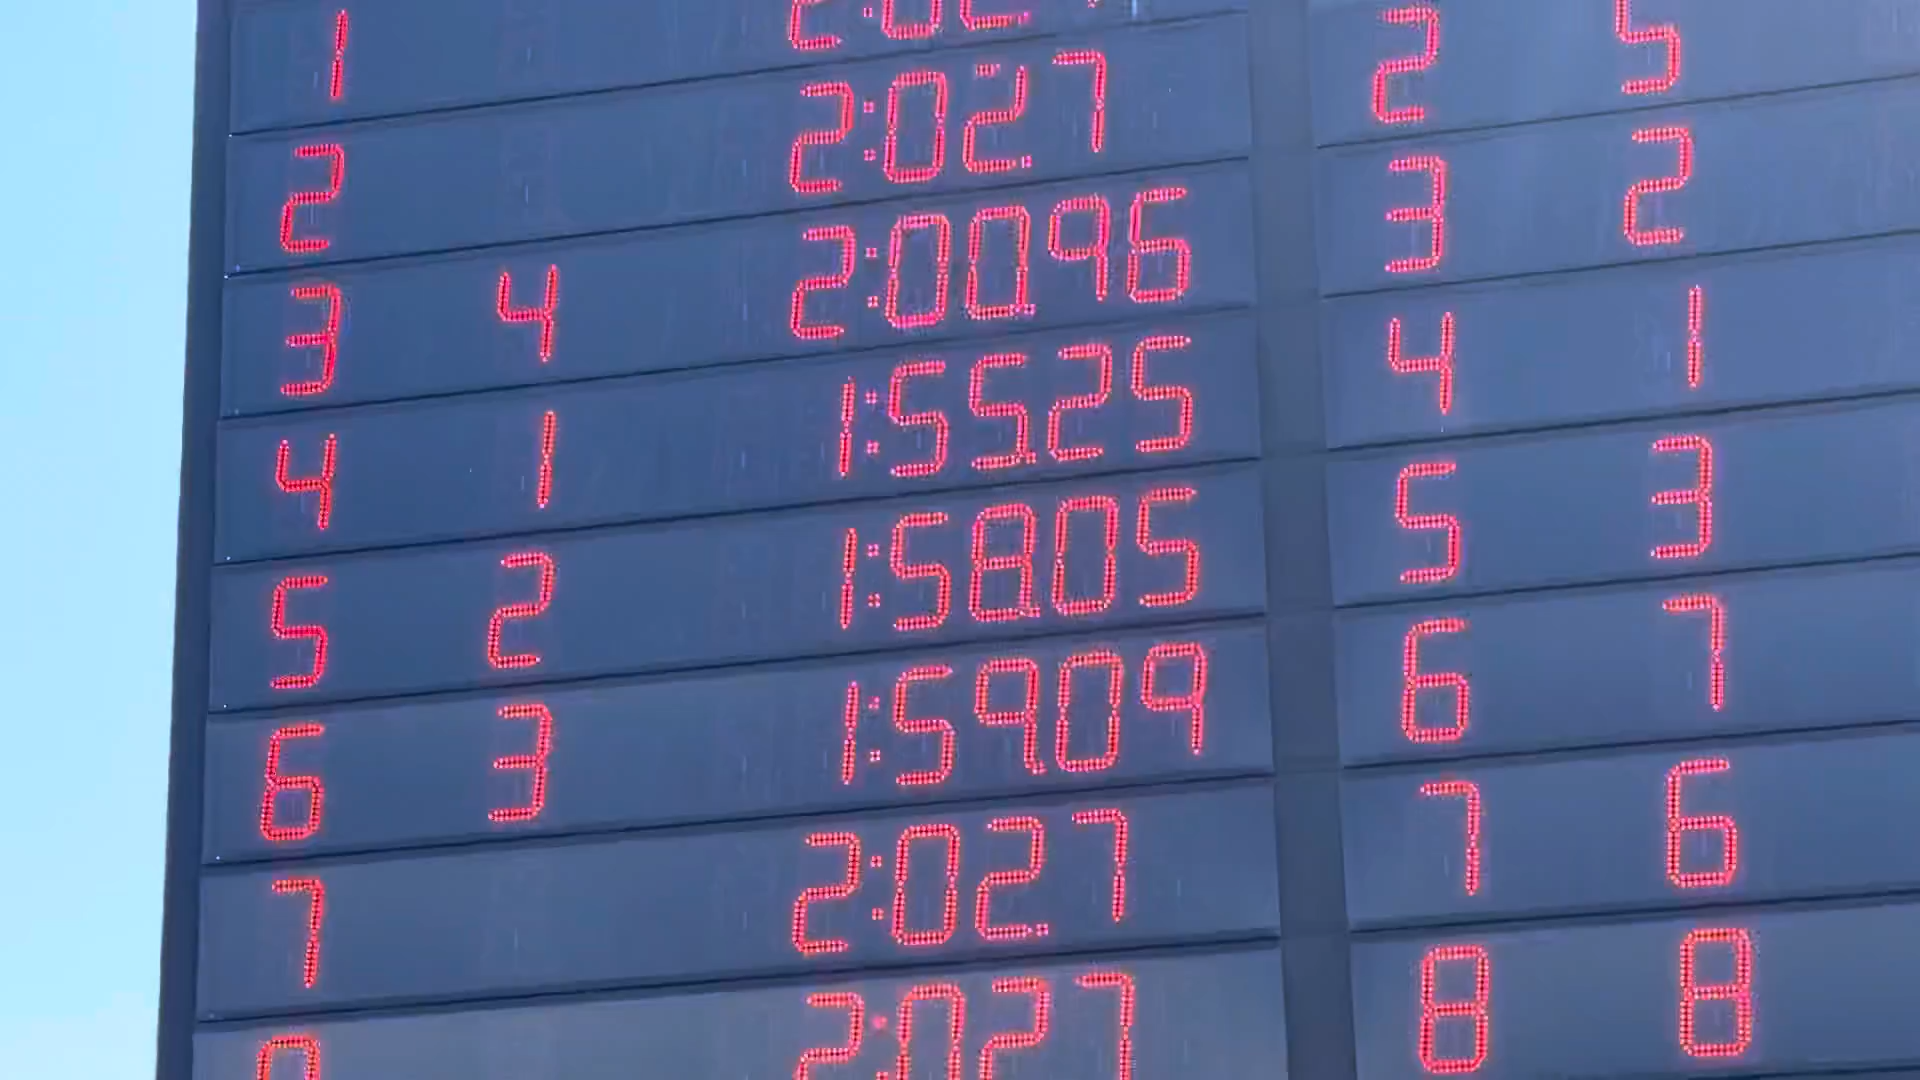 1 2:02.
2 2:02.7
3 4 2:00.96
4 1 1:55.25
5 2 1:58.05
6 3 1:59.09
7 2:02.7
2:02.7
2 5
3 2
4 1
5 3
6 7
7 6
8 8